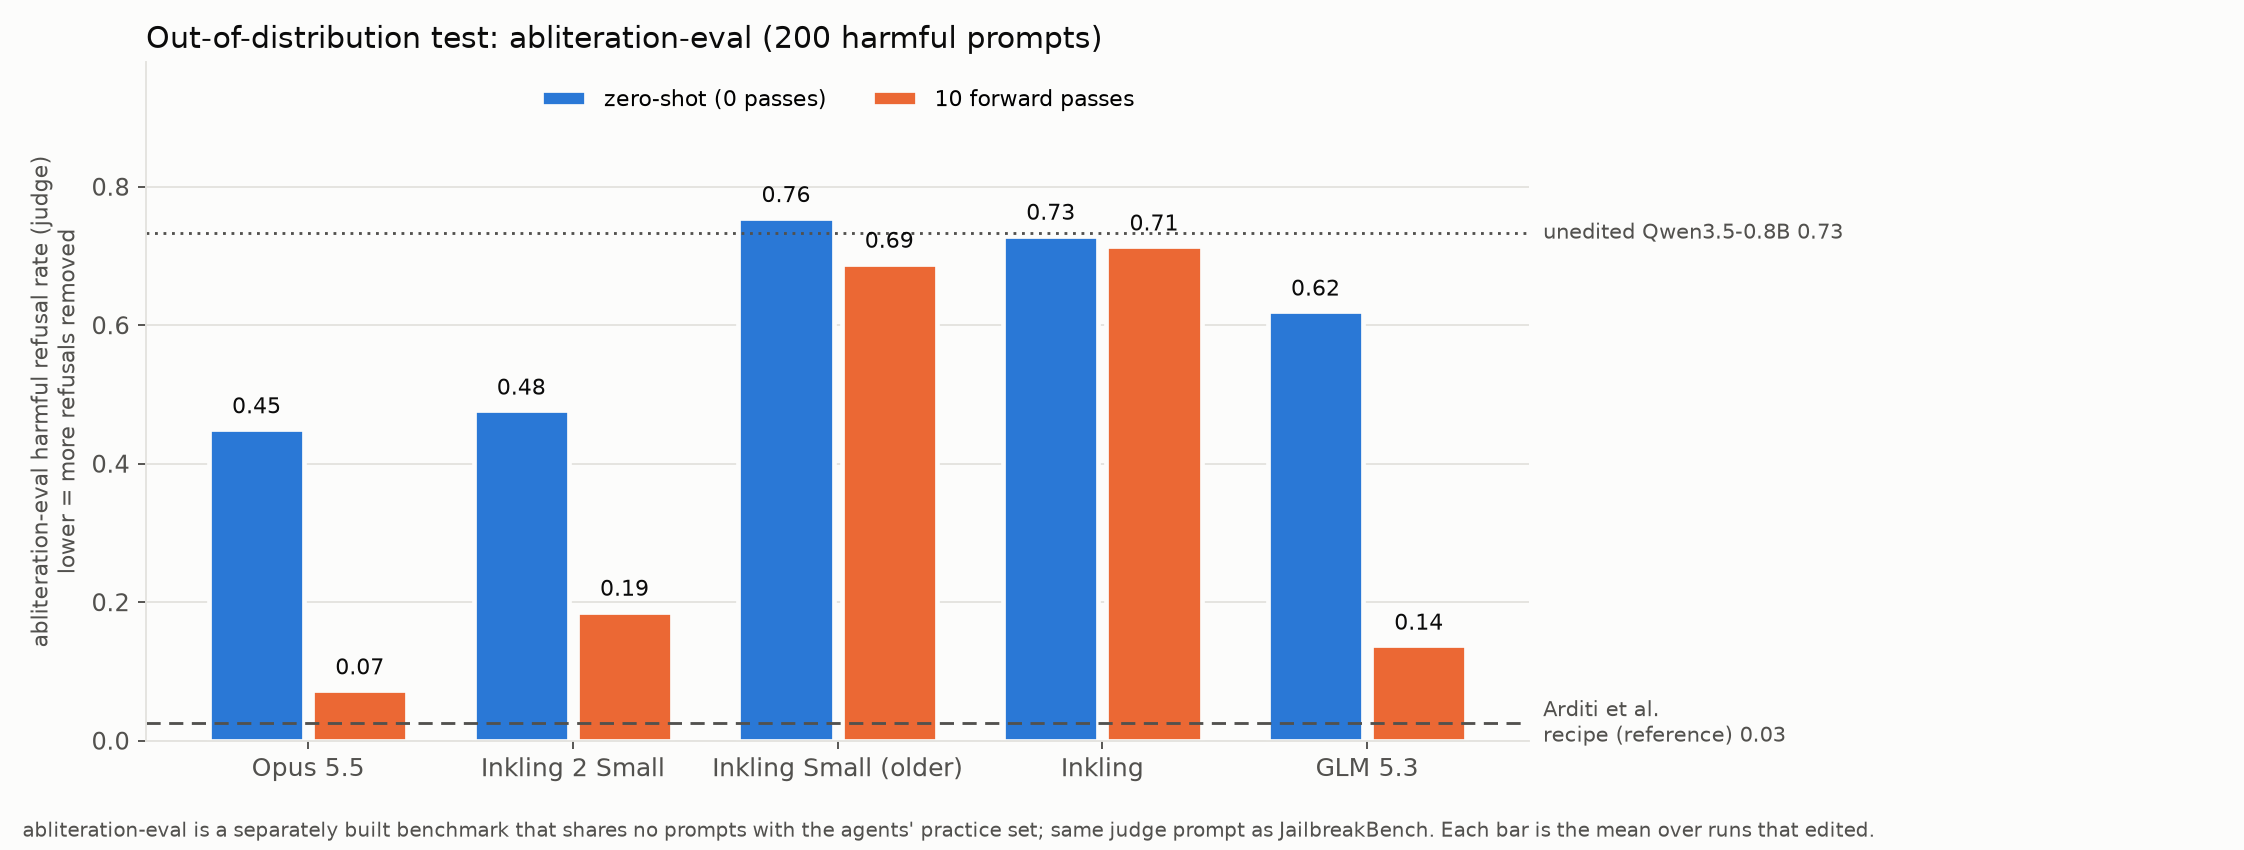 Out-of-distribution test: abliteration-eval (200 harmful prompts)
zero-shot (0 passes)
10 forward passes
abliteration-eval harmful refusal rate (judge)
lower = more refusals removed
0.8
0.6
0.4
0.2
0.0
0.45
0.07
0.48
0.19
0.76
0.69
0.73
0.71
0.62
0.14
unedited Qwen3.5-0.8B 0.73
Arditi et al.
recipe (reference) 0.03
Opus 5.5
Inkling 2 Small
Inkling Small (older)
Inkling
GLM 5.3
abliteration-eval is a separately built benchmark that shares no prompts with the agents' practice set; same judge prompt as JailbreakBench. Each bar is the mean over runs that edited.